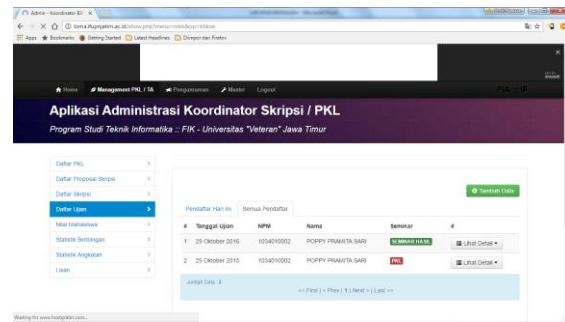 Admin - Koordinator
Apps Bookmarks Getting Started Latest Headlines Diimpor dari Firefox
Home Management PKL / TA Pengumuman Master Logout
Aplikasi Administrasi Koordinator Skripsi / PKL
Program Studi Teknik Informatika :: FIK - Universitas "Veteran" Jawa Timur
Daftar PKL
Daftar Proposal Skripsi
Daftar Skripsi
Daftar Ujian
Nilai Mahasiswa
Statistik Bimbingan
Statistik Angkatan
Tambah Data
Pendaftar Hari Ini Semua Pendaftar
# Tanggal Ujian NPM Nama Seminar #
1 29 Oktober 2016 1034010002 POPPY PRAMITA SARI SEMINAR HASIL Lihat Detail
2 29 Oktober 2015 1034010002 POPPY PRAMITA SARI PKL Lihat Detail
Jumlah Data : 2
<< First | < Prev | 1 | Next > | Last >>